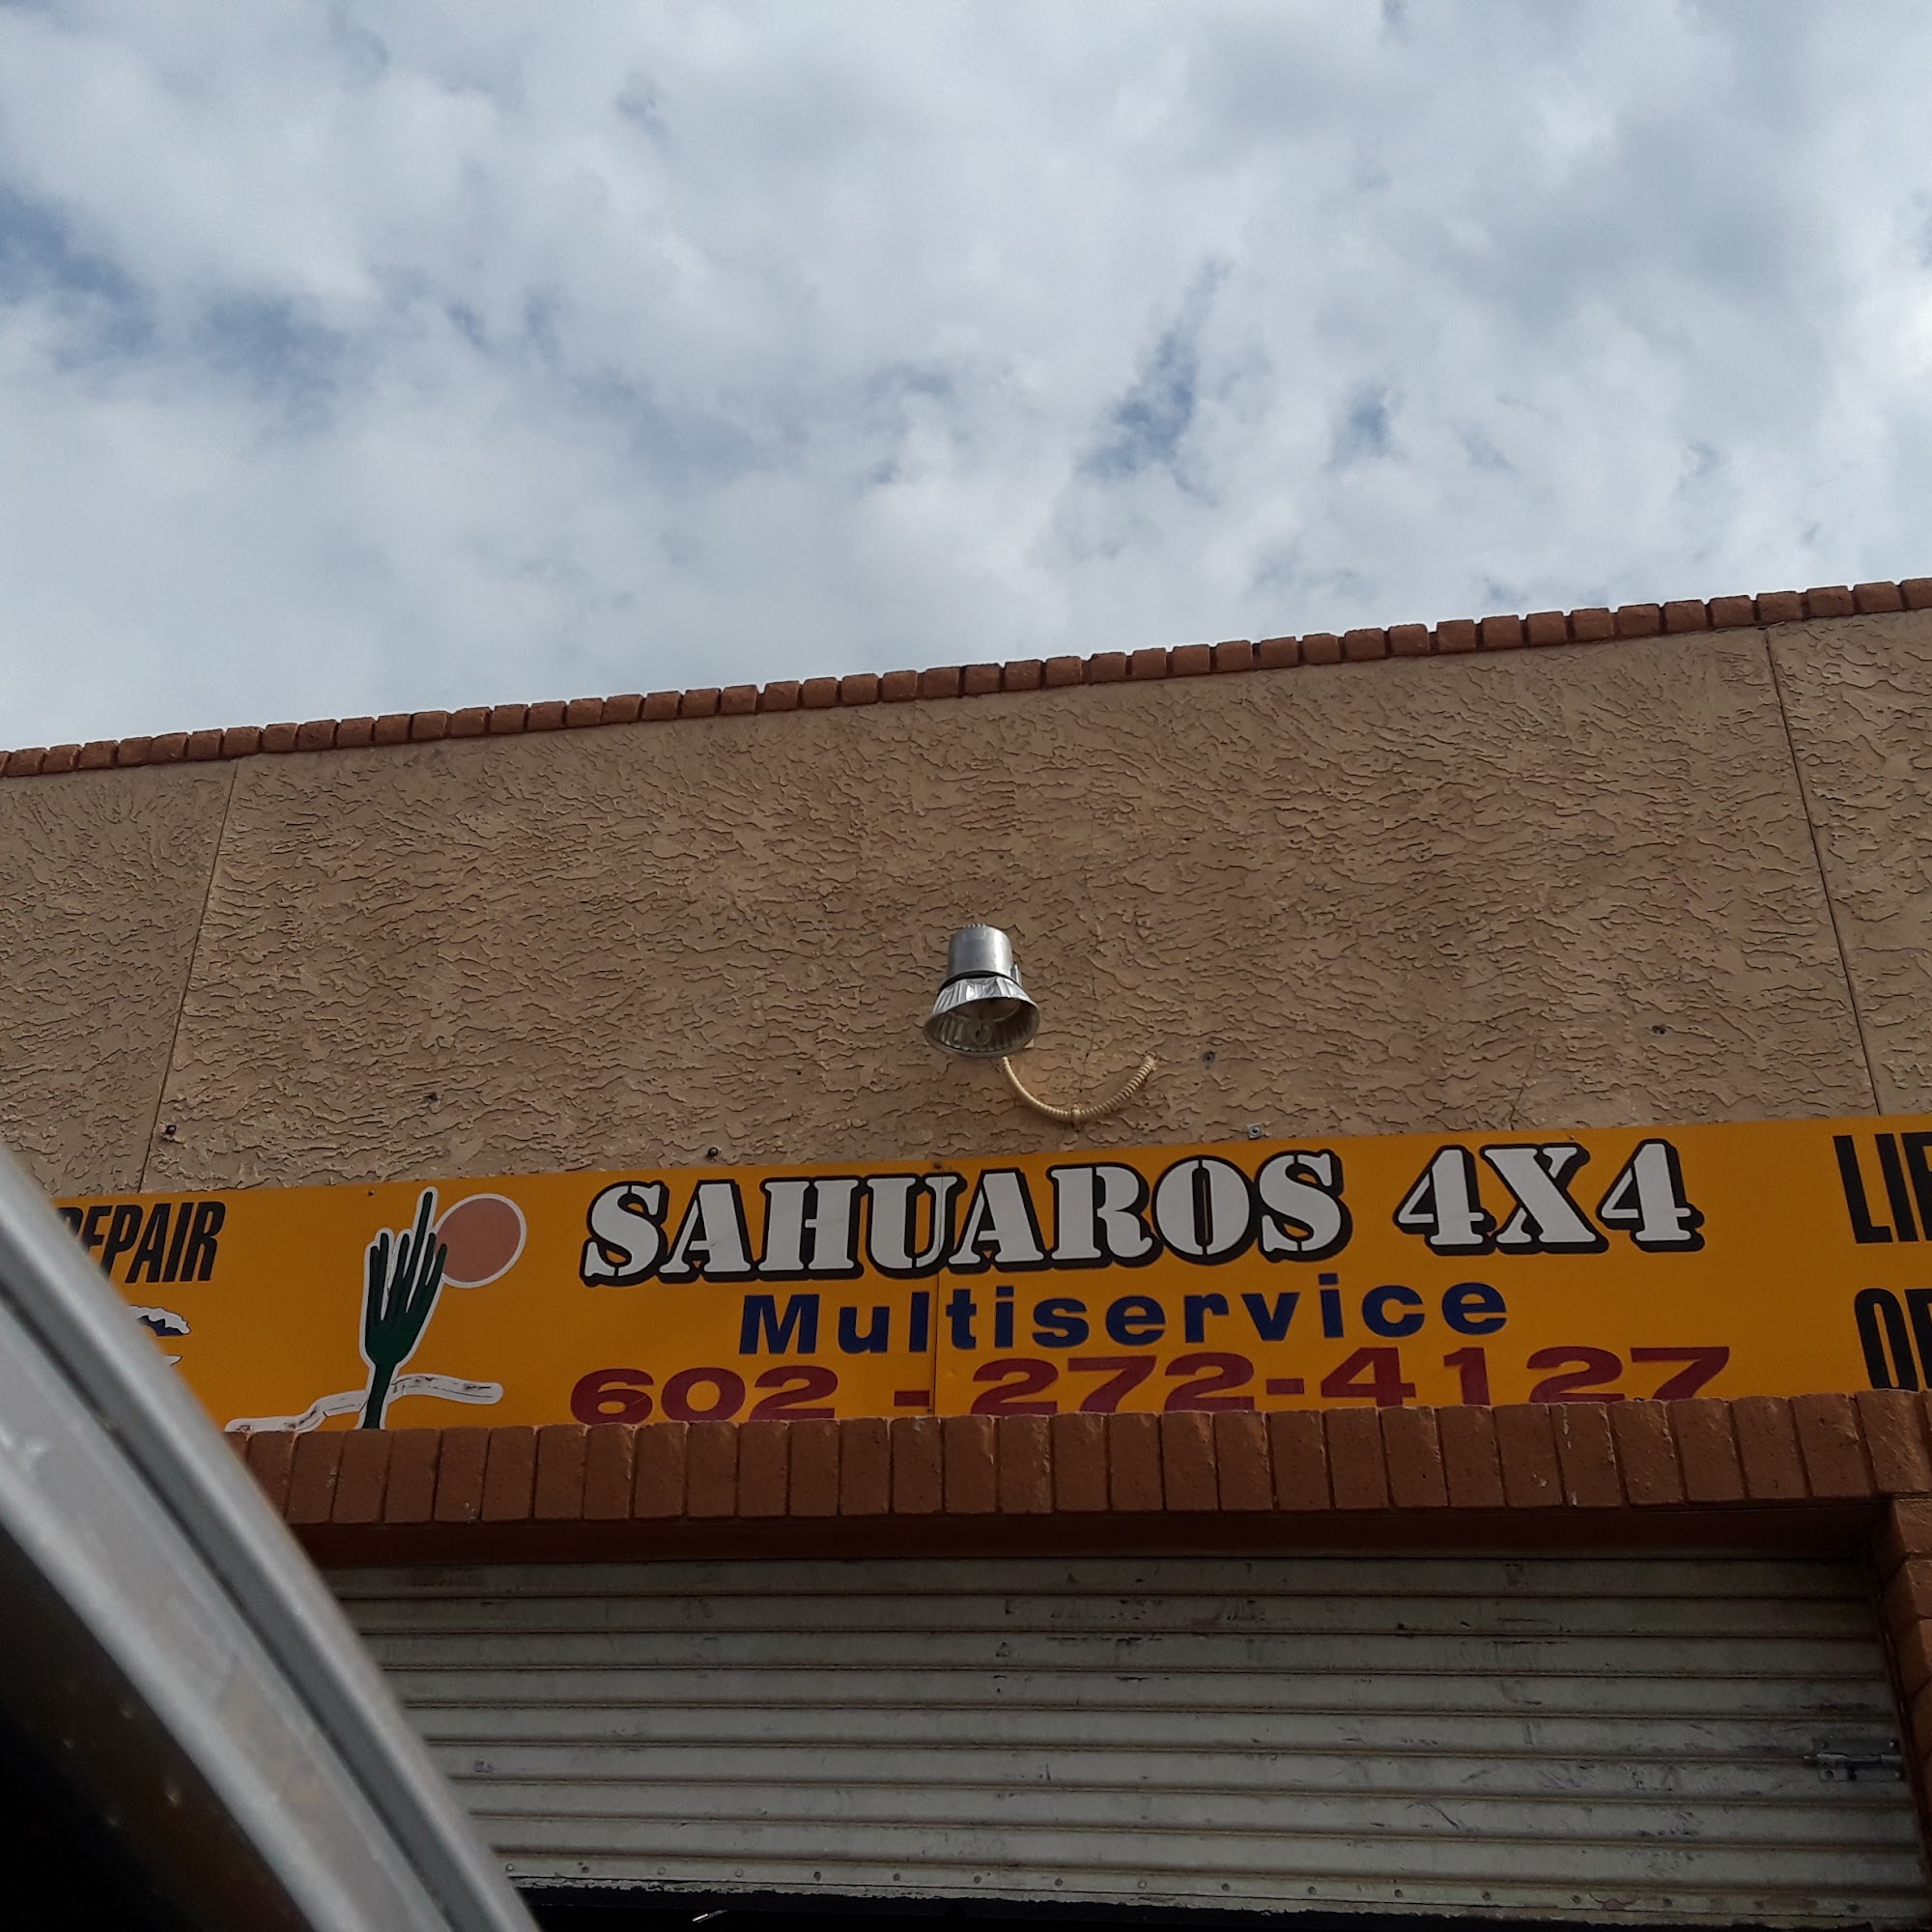 REPAIR
SAHUAROS 4X4
Multiservice
602-272-4127